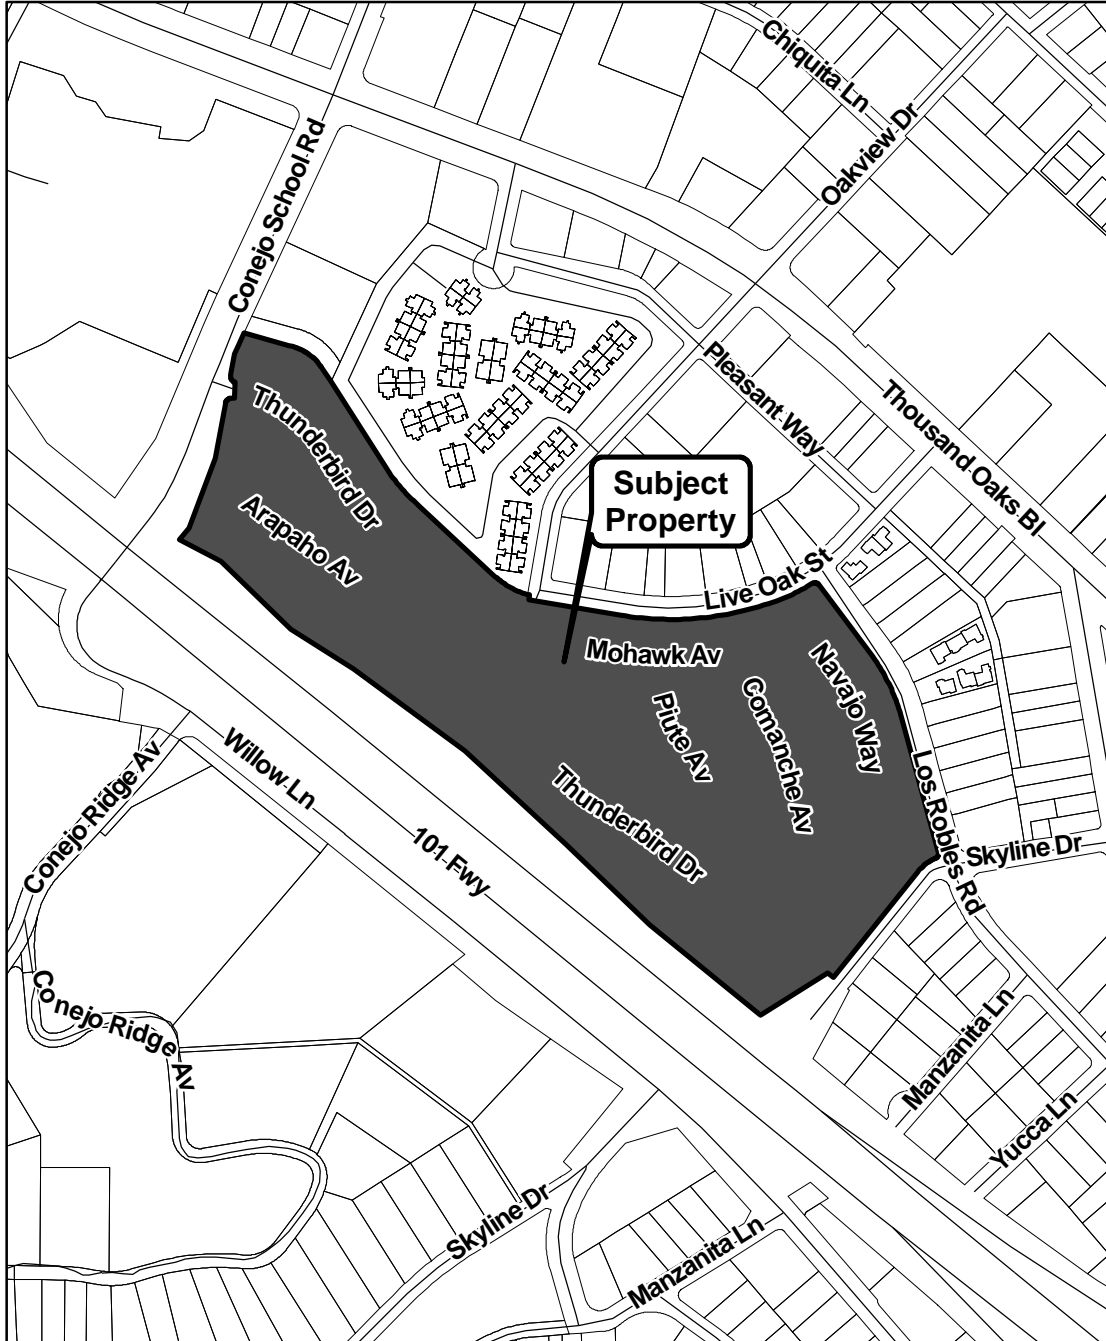 Chiquita Ln
Oakview Dr
Conejo School Rd
Pleasant Way
Thousand Oaks Bl
Thunderbird Dr
Arapaho Av
Subject
Property
Live Oak St
Mohawk Av
Navajo Way
Piute Av
Comanche Av
Thunderbird Dr
Los Robles Rd
Skyline Dr
Willow Ln
101 Fwy
Conejo Ridge Av
Conejo Ridge Av
Manzanita Ln
Yucca Ln
Skyline Dr
Manzanita Ln